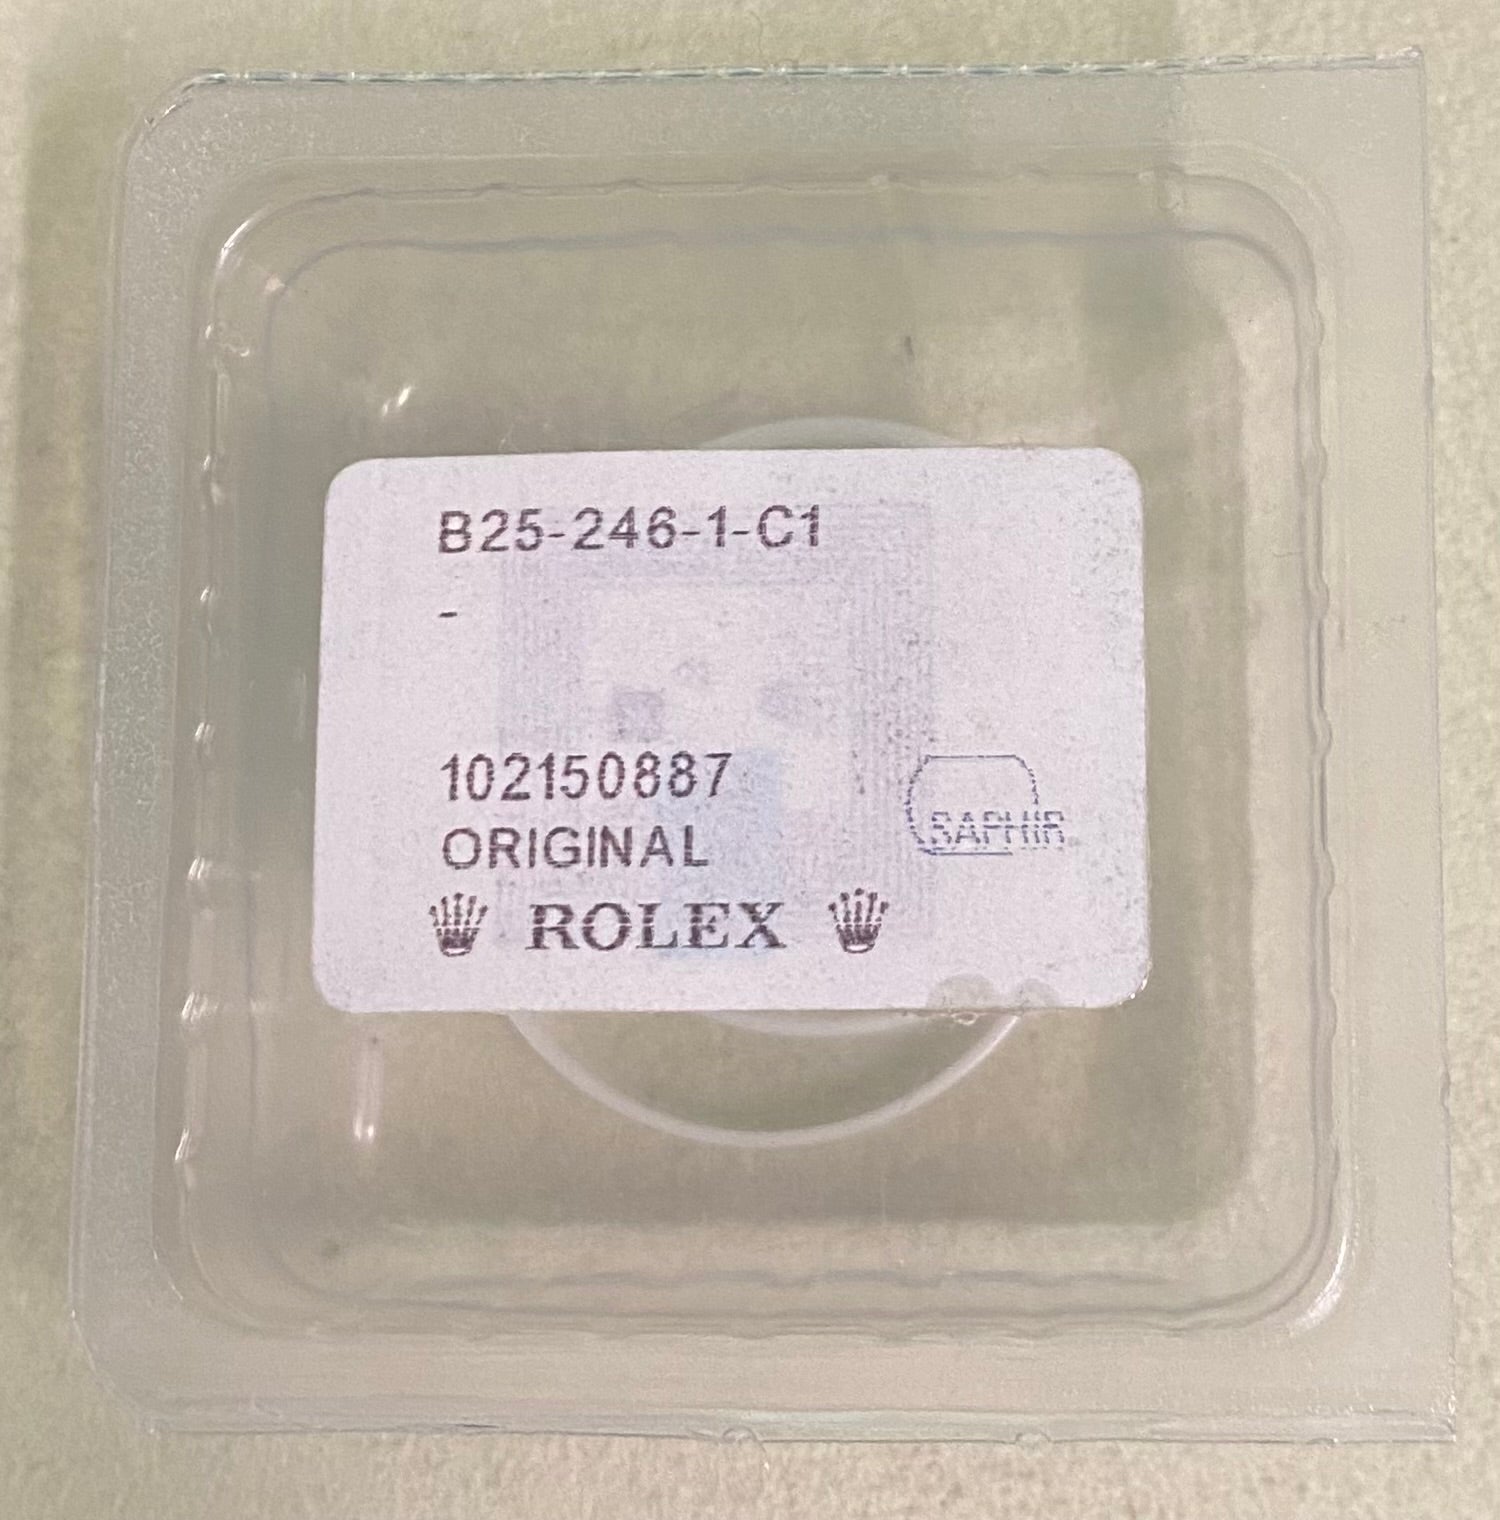 B25-246-1-C1
-
102150887
SAPHIR
ORIGINAL
ROLEX